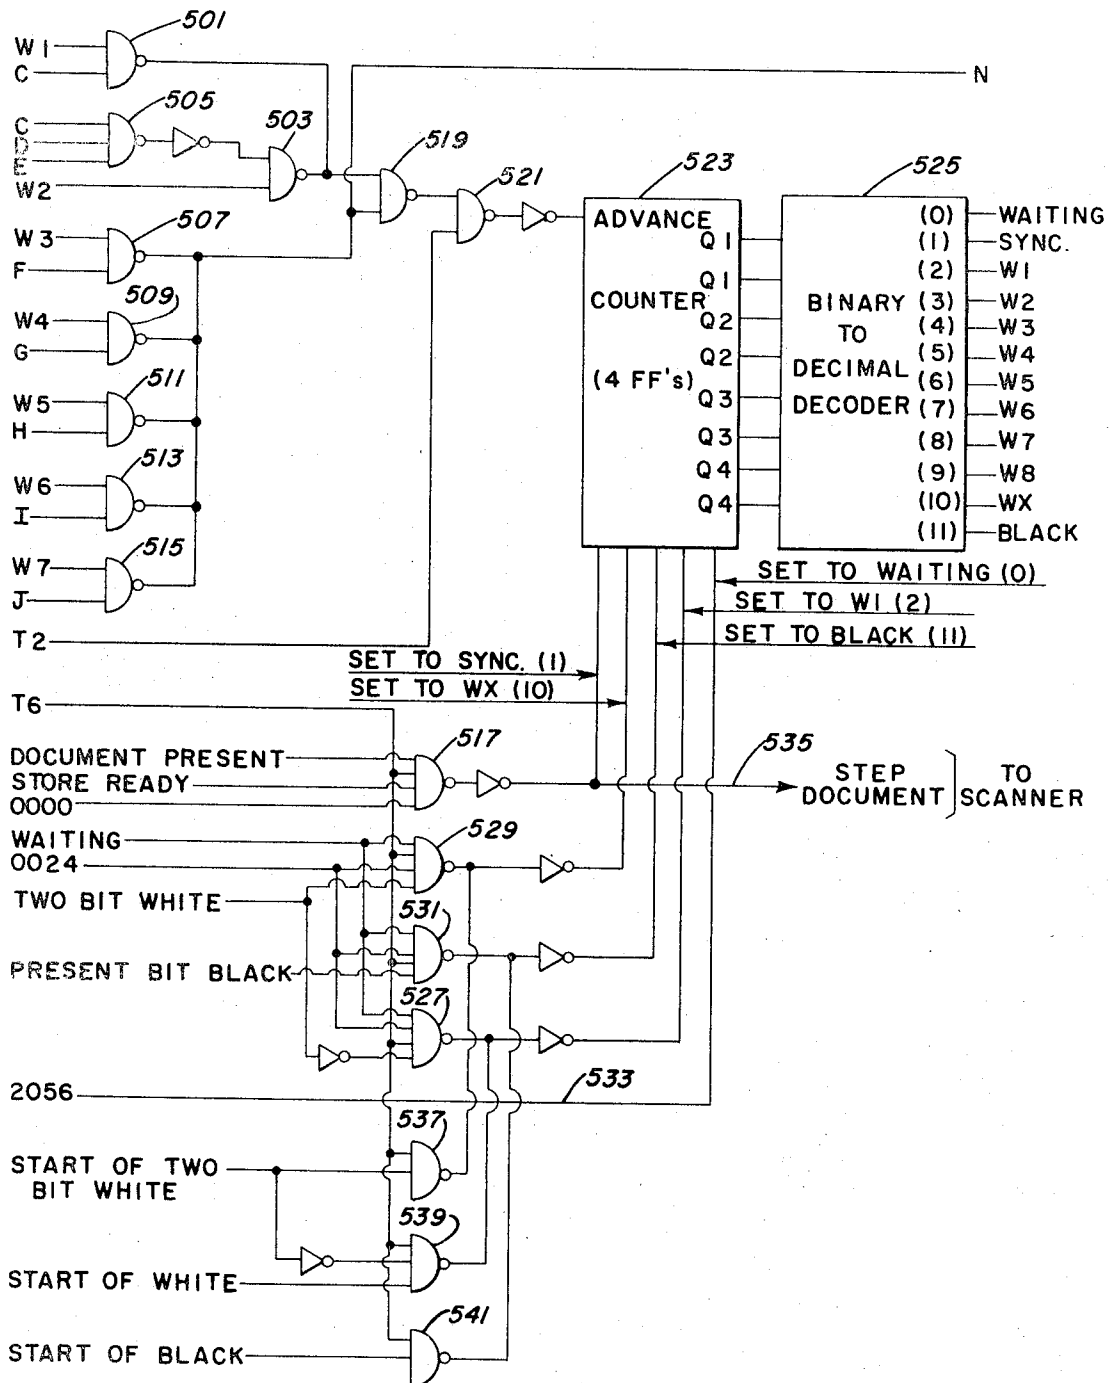 501
W1
C
N
505
C
D
E
503
W2
519
521
523
525
507
W3
F
ADVANCE
Q1
Q1
COUNTER
Q2
Q2
(4 FF's)
Q3
Q3
Q4
Q4
BINARY
TO
DECIMAL
DECODER
(0) WAITING
(1) SYNC.
(2) W1
(3) W2
(4) W3
(5) W4
(6) W5
(7) W6
(8) W7
(9) W8
(10) WX
(11) BLACK
509
W4
G
511
W5
H
513
W6
I
515
W7
J
T2
SET TO WAITING (0)
SET TO W1 (2)
SET TO BLACK (11)
SET TO SYNC. (1)
SET TO WX (10)
T6
517
DOCUMENT PRESENT
STORE READY
0000
535
STEP DOCUMENT
TO SCANNER
WAITING
529
0024
TWO BIT WHITE
531
PRESENT BIT BLACK
527
2056
533
537
START OF TWO
BIT WHITE
539
START OF WHITE
541
START OF BLACK